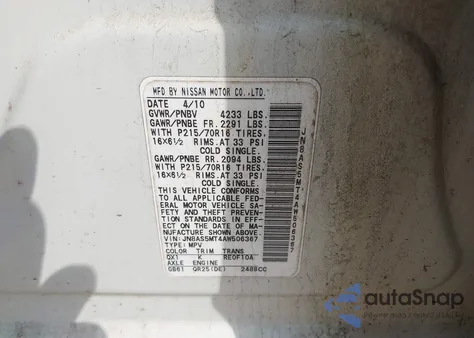 MFD BY NISSAN MOTOR CO.,LTD.
DATE 4/10
GVWR/PNBV 4233 LBS.
GAWR/PNBE FR. 2291 LBS.
WITH P215/70R16 TIRES.
16X6½ RIMS.AT 33 PSI
COLD SINGLE.
GAWR/PNBE RR. 2094 LBS.
WITH P215/70R16 TIRES.
16X6½ RIMS.AT 33 PSI
COLD SINGLE.
THIS VEHICLE CONFORMS
TO ALL APPLICABLE FED-
ERAL MOTOR VEHICLE SA-
FETY AND THEFT PREVEN-
TION STANDARDS IN EFF-
ECT ON THE DATE OF MA-
NUFACTURE SHOWN ABOVE.
VIN:JN8AS5MT4AW506367
TYPE: MPV
COLOR TRIM TRANS
QX1 K RE0F10A
AXLE ENGINE
GB61 QR25(DE) 2488CC
JN8AS5MT4AW506367
autoSnap